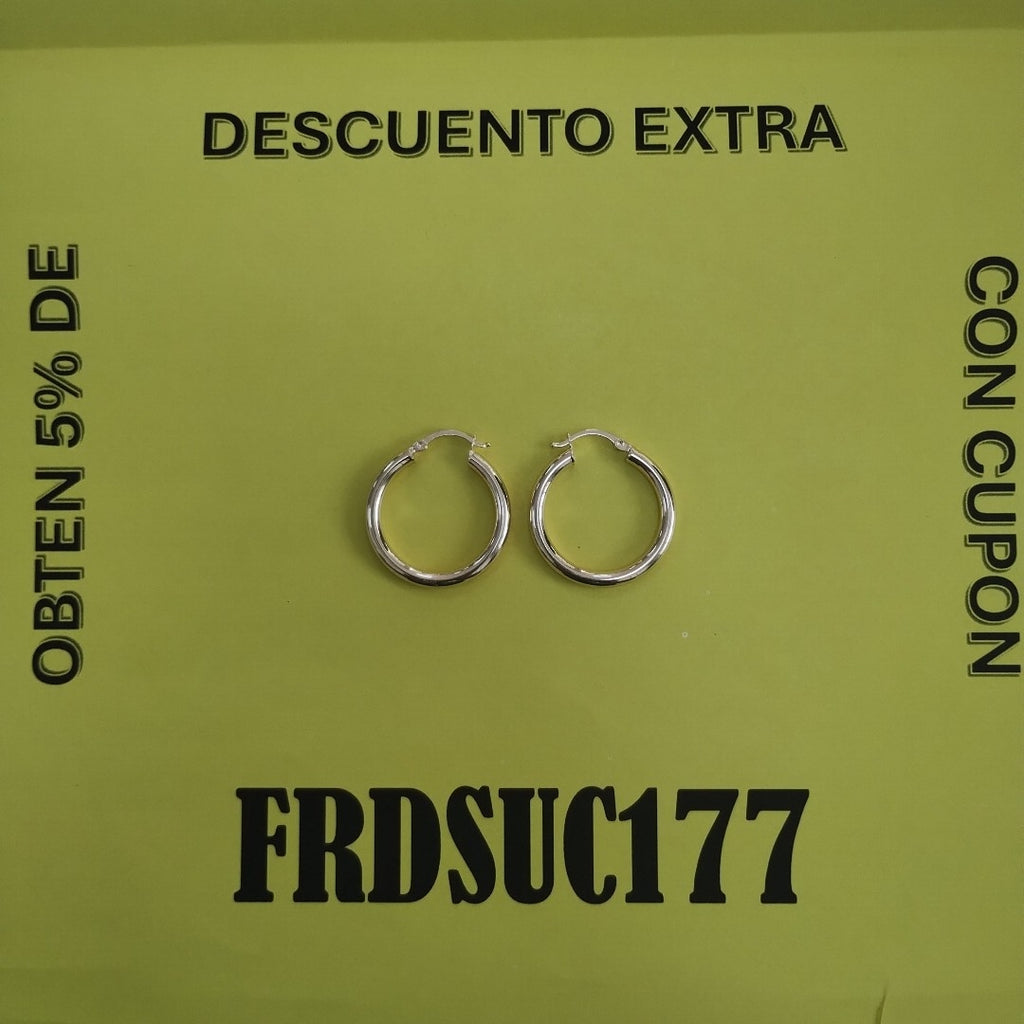 OBTEN 5% DE
DESCUENTO EXTRA
CON CUPON
FRDSUC177